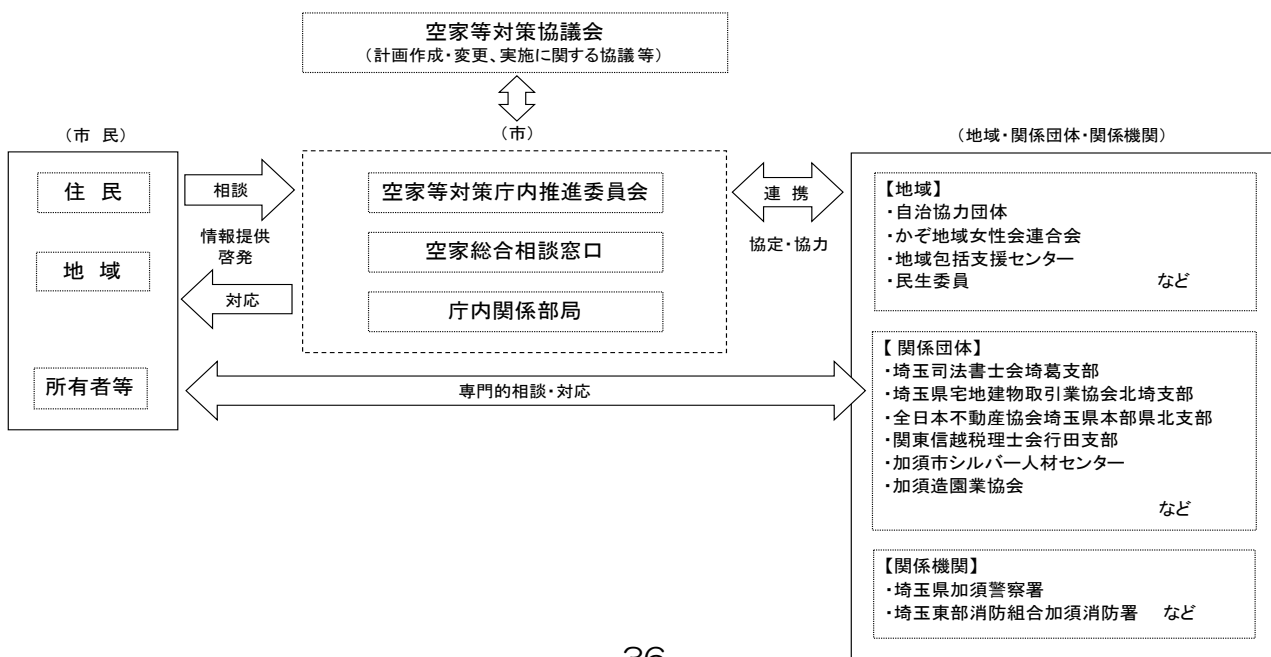 空家等対策協議会
（計画作成・変更、実施に関する協議等）
（市 民）
住 民
地 域
所有者等
相談
情報提供
啓発
対応
（市）
空家等対策庁内推進委員会
空家総合相談窓口
庁内関係部局
連 携
協定・協力
専門的相談・対応
（地域・関係団体・関係機関）
【地域】
・自治協力団体
・かぞ地域女性会連合会
・地域包括支援センター
・民生委員 など
【関係団体】
・埼玉司法書士会埼葛支部
・埼玉県宅地建物取引業協会北埼支部
・全日本不動産協会埼玉県本部県北支部
・関東信越税理士会行田支部
・加須市シルバー人材センター
・加須造園業協会
など
【関係機関】
・埼玉県加須警察署
・埼玉東部消防組合加須消防署 など
36